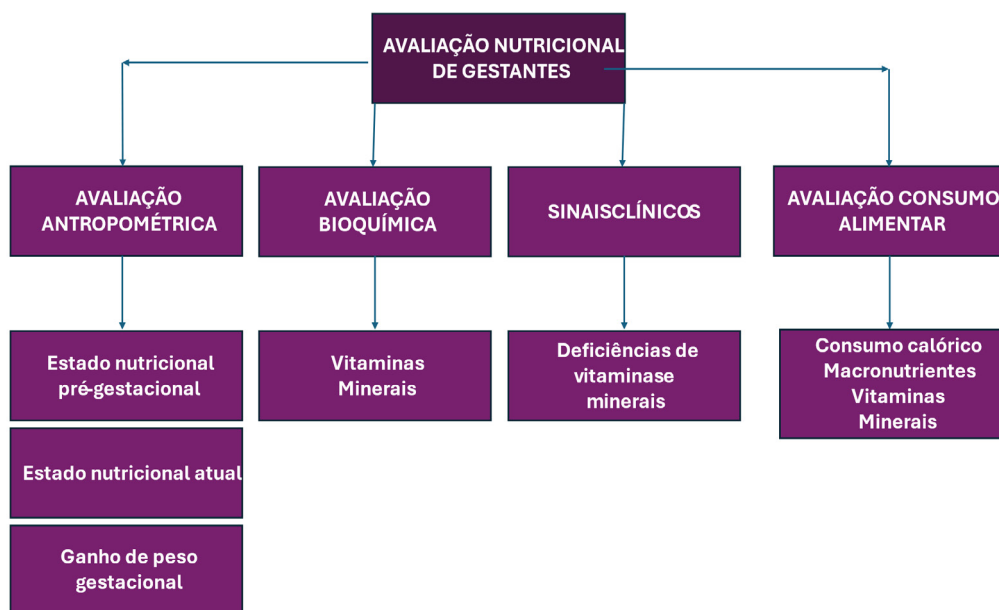 AVALIAÇÃO NUTRICIONAL
DE GESTANTES
AVALIAÇÃO
ANTROPOMÉTRICA
AVALIAÇÃO
BIOQUÍMICA
SINAISCLÍNICOS
AVALIAÇÃO CONSUMO
ALIMENTAR
Estado nutricional
pré-gestacional
Vitaminas
Minerais
Deficiências de
vitaminase
minerais
Consumo calórico
Macronutrientes
Vitaminas
Minerais
Estado nutricional atual
Ganho de peso
gestacional